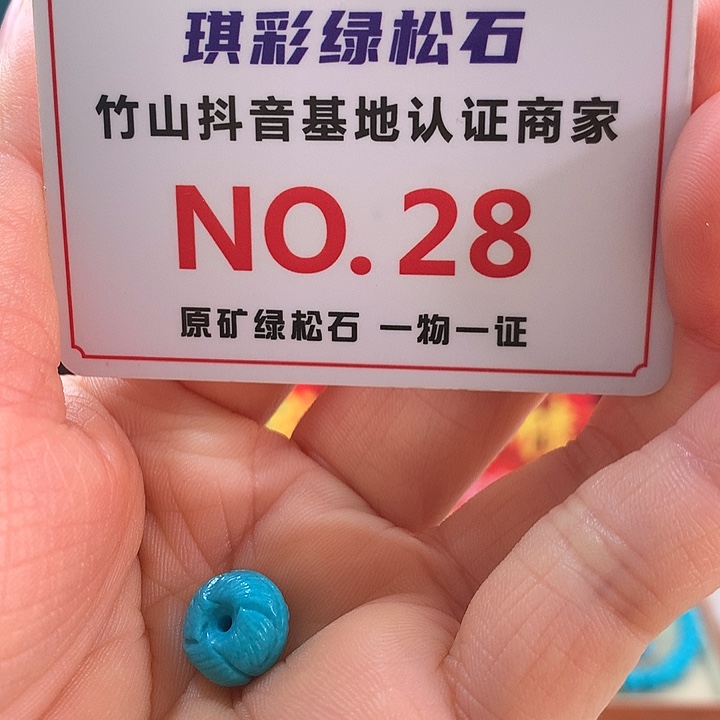 琪彩绿松石
竹山抖音基地认证商家
NO.28
原矿绿松石 一物一证